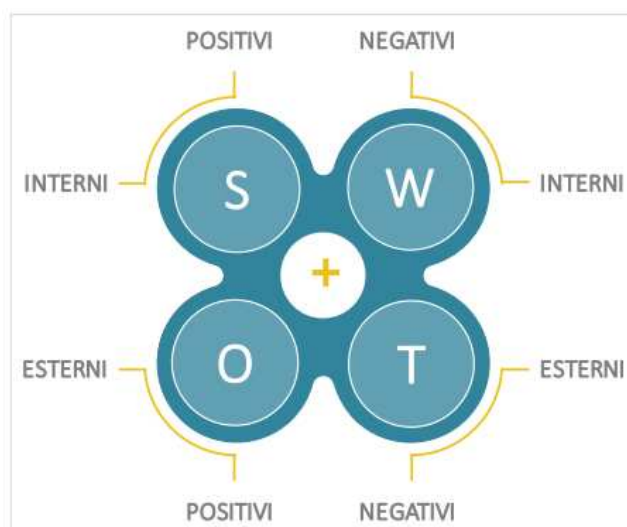 POSITIVI NEGATIVI
INTERNI S W INTERNI
+
ESTERNI O T ESTERNI
POSITIVI NEGATIVI